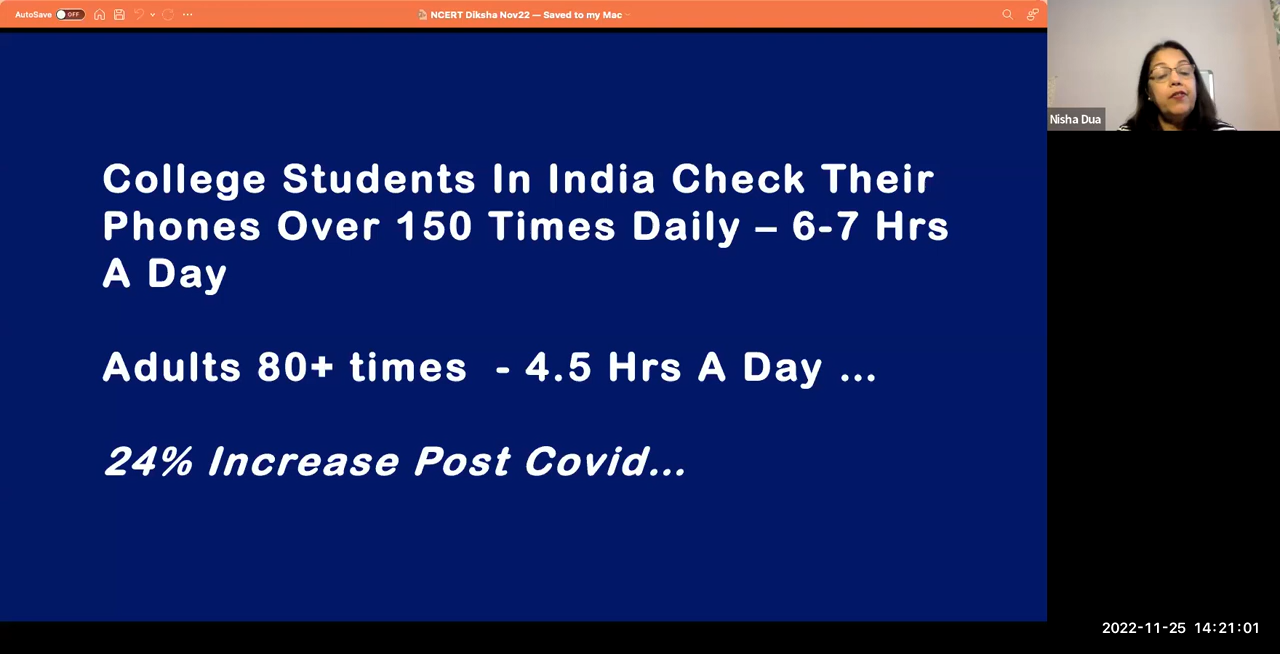 AutoSave OFF
NCERT Diksha Nov22 — Saved to my Mac
Nisha Dua
College Students In India Check Their
Phones Over 150 Times Daily – 6-7 Hrs
A Day
Adults 80+ times - 4.5 Hrs A Day ...
24% Increase Post Covid...
2022-11-25 14:21:01